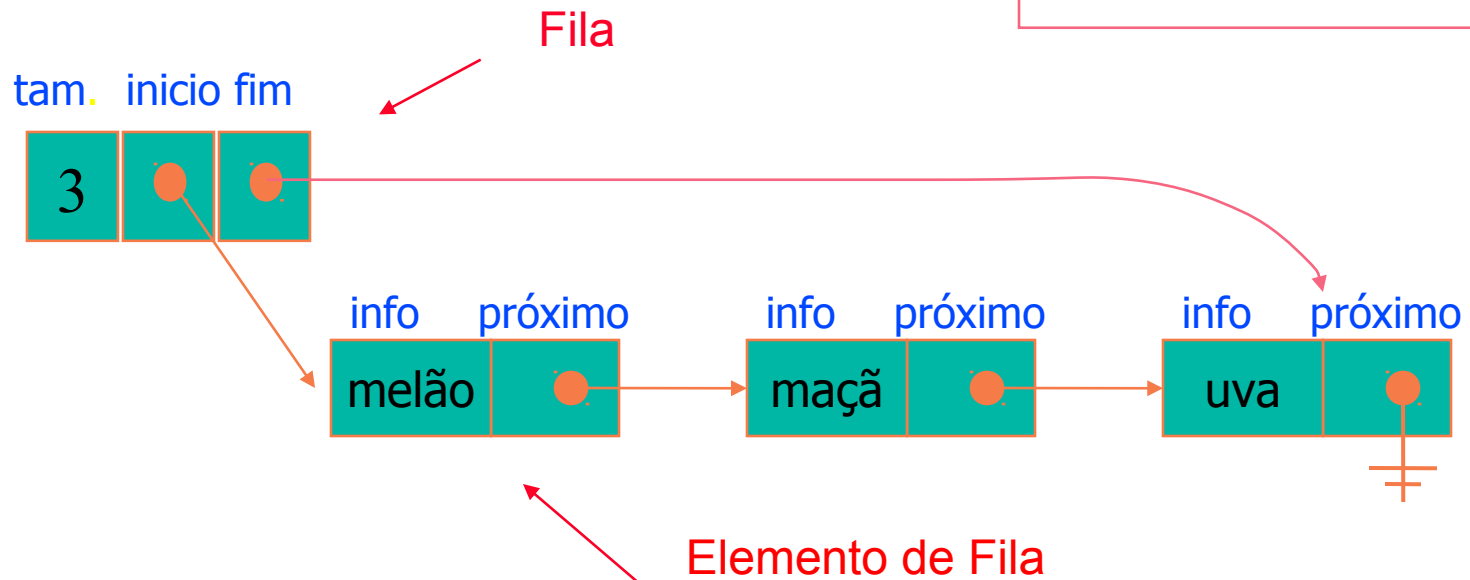 Fila
tam. inicio fim
3
info próximo info próximo info próximo
melão maçã uva
Elemento de Fila